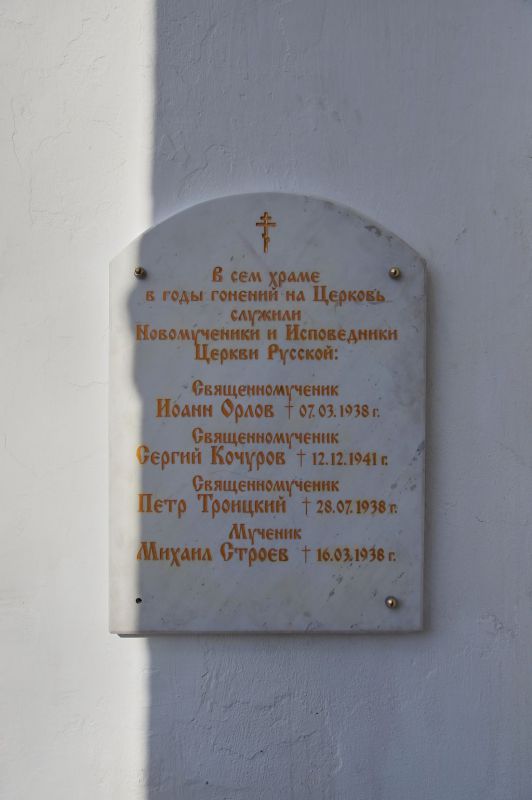 В сем храме
в годы гонений на Церковь
служили
Новомученики и Исповедники
Церкви Русской:
Священномученик
Иоанн Орлов † 07.03.1938 г.
Священномученик
Сергий Кочуров † 12.12.1941 г.
Священномученик
Петр Троицкий † 28.07.1938 г.
Мученик
Михаил Строев † 16.03.1938 г.